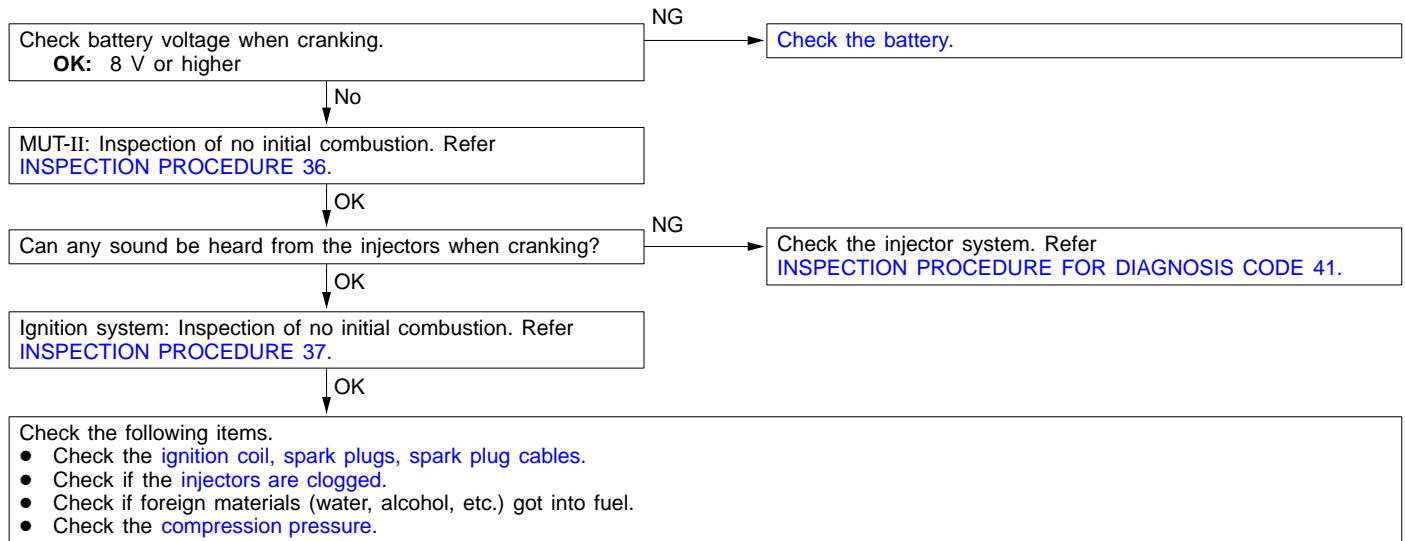 NG
Check battery voltage when cranking.
OK: 8 V or higher
Check the battery.
No
MUT-II: Inspection of no initial combustion. Refer
INSPECTION PROCEDURE 36.
OK
NG
Can any sound be heard from the injectors when cranking?
Check the injector system. Refer
INSPECTION PROCEDURE FOR DIAGNOSIS CODE 41.
OK
Ignition system: Inspection of no initial combustion. Refer
INSPECTION PROCEDURE 37.
OK
Check the following items.
● Check the ignition coil, spark plugs, spark plug cables.
● Check if the injectors are clogged.
● Check if foreign materials (water, alcohol, etc.) got into fuel.
● Check the compression pressure.